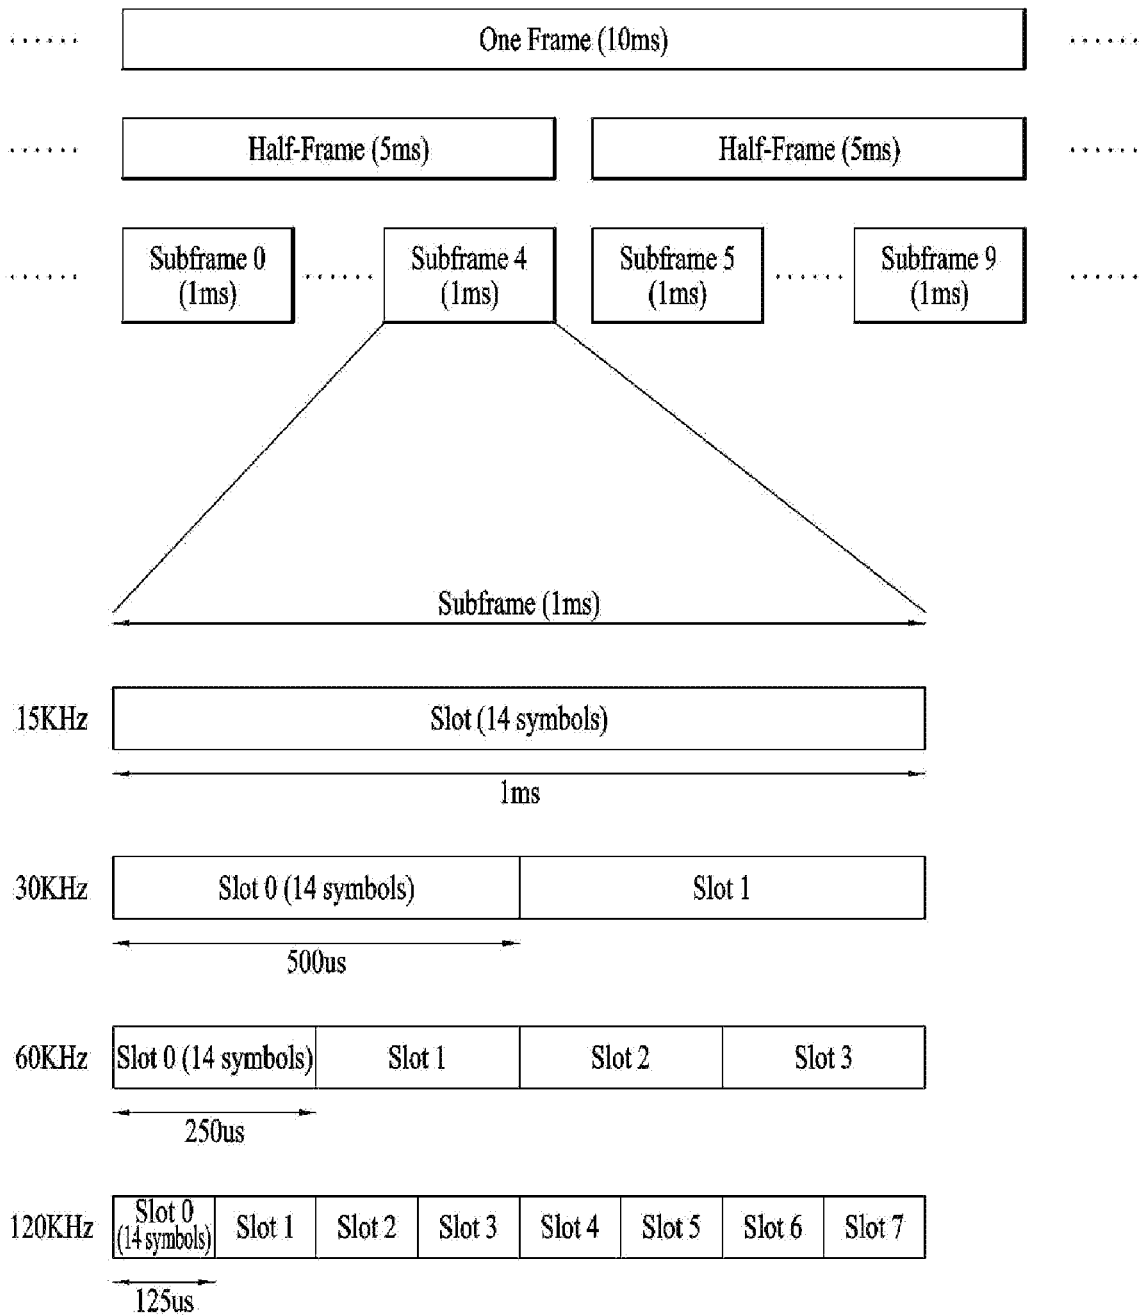 ...... One Frame (10ms) ......
...... Half-Frame (5ms) Half-Frame (5ms) ......
Subframe 0 Subframe 4 Subframe 5 Subframe 9
...... (1ms) ...... (1ms) (1ms) ...... (1ms) ......
Subframe (1ms)
15KHz Slot (14 symbols)
1ms
30KHz Slot 0 (14 symbols) Slot 1
500us
60KHz Slot 0 (14 symbols) Slot 1 Slot 2 Slot 3
250us
120KHz Slot 0 (14 symbols) Slot 1 Slot 2 Slot 3 Slot 4 Slot 5 Slot 6 Slot 7
125us